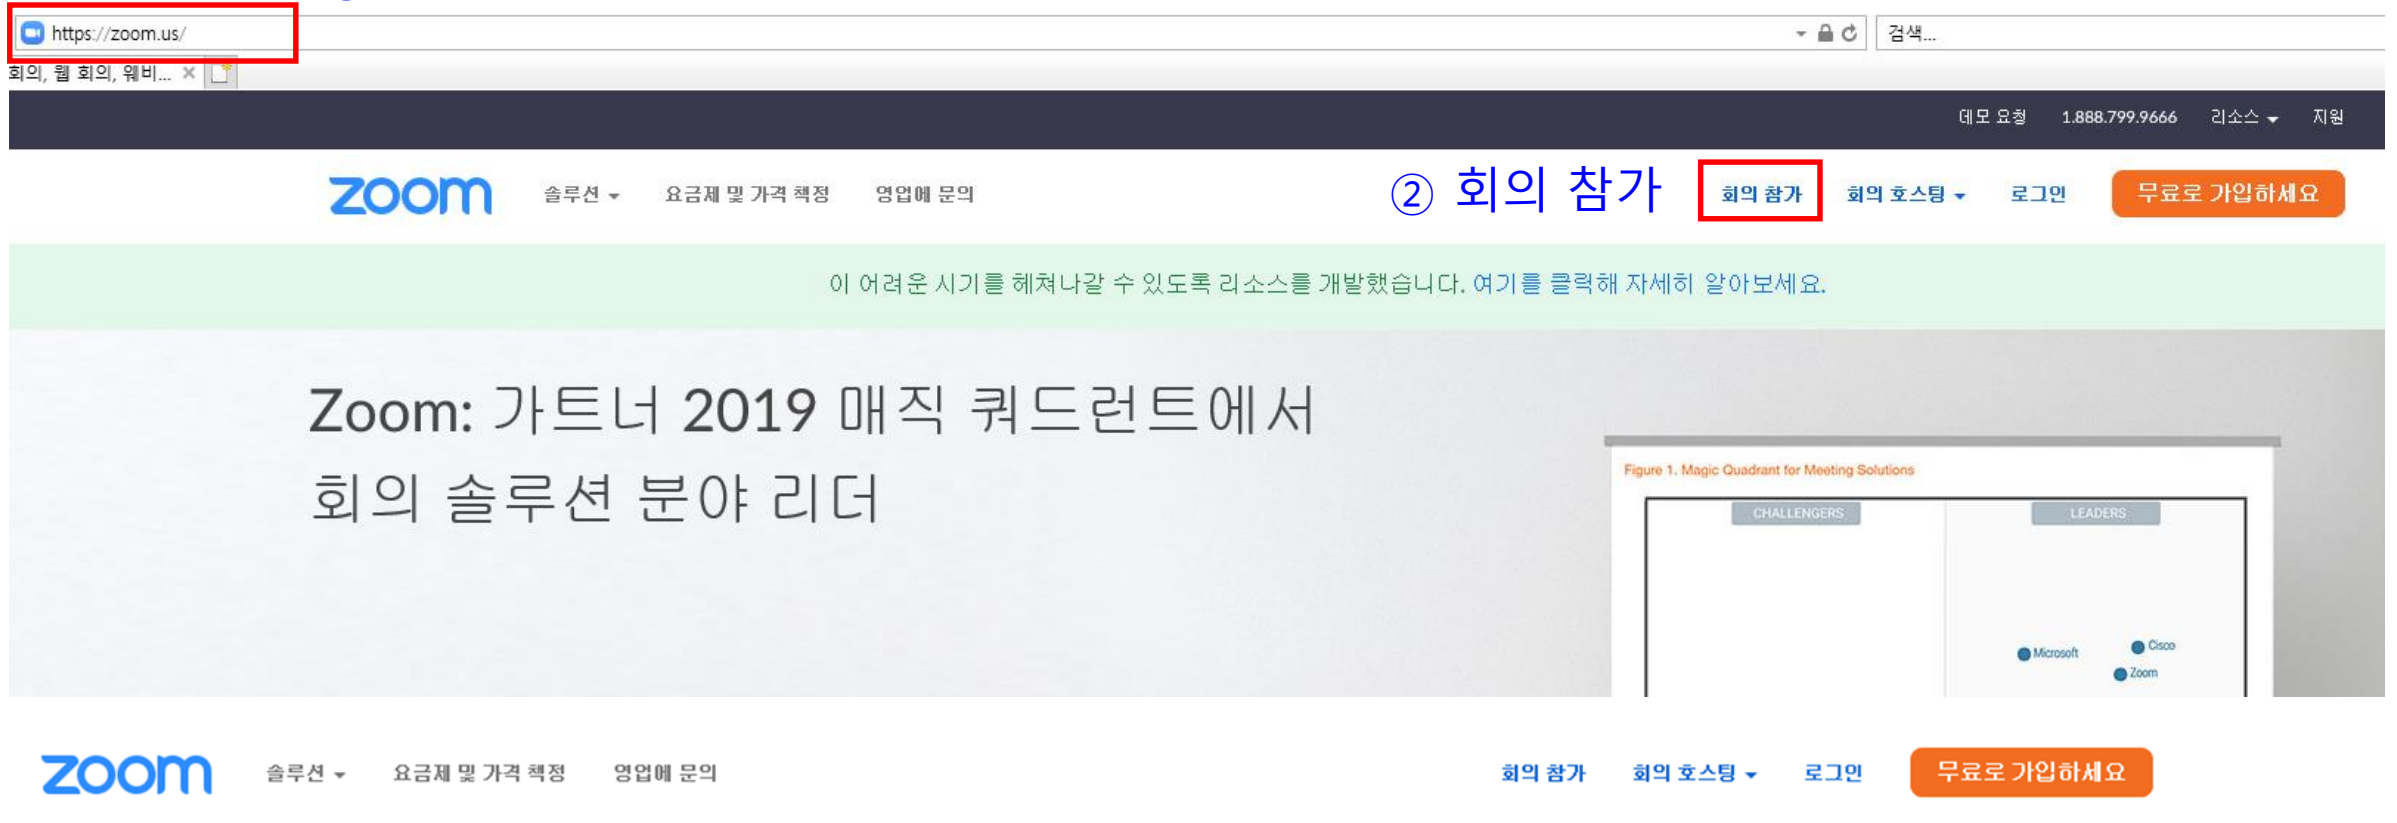 https://zoom.us/
검색...
회의, 웹 회의, 웨비...
데모 요청 1.888.799.9666 리소스 지원
zoom 솔루션 요금제 및 가격 책정 영업에 문의 ② 회의 참가 회의 참가 회의 호스팅 로그인 무료로 가입하세요
이 어려운 시기를 헤쳐나갈 수 있도록 리소스를 개발했습니다. 여기를 클릭해 자세히 알아보세요.
Zoom: 가트너 2019 매직 쿼드런트에서
회의 솔루션 분야 리더
Figure 1. Magic Quadrant for Meeting Solutions
CHALLENGERS LEADERS
Microsoft Cisco
Zoom
zoom 솔루션 요금제 및 가격 책정 영업에 문의 회의 참가 회의 호스팅 로그인 무료로 가입하세요